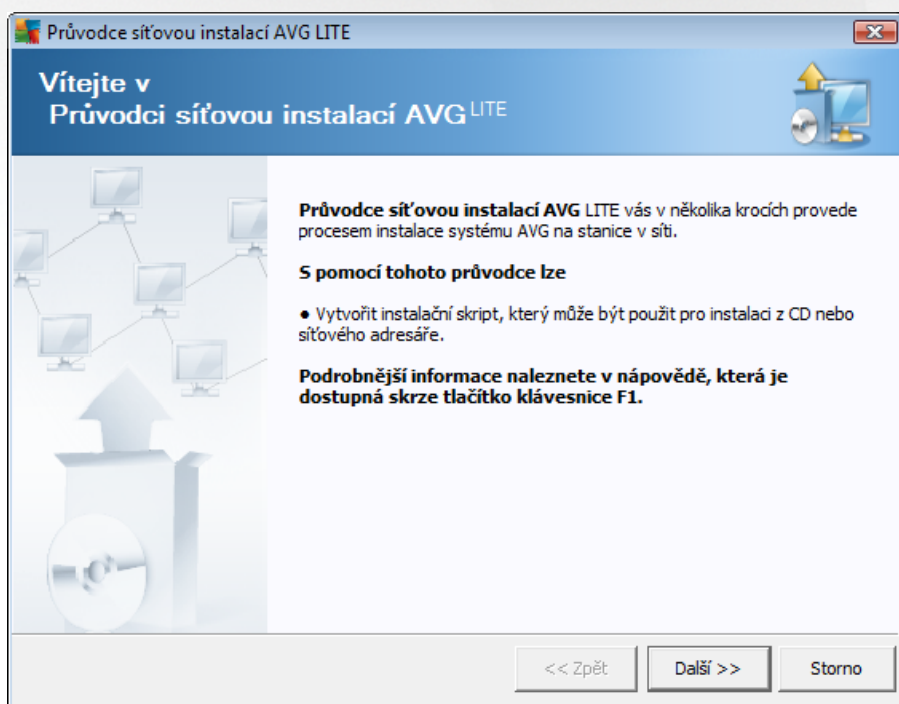 Průvodce síťovou instalací AVG LITE
Vítejte v
Průvodci síťovou instalací AVG LITE
Průvodce síťovou instalací AVG LITE vás v několika krocích provede
procesem instalace systému AVG na stanice v síti.
S pomocí tohoto průvodce lze
• Vytvořit instalační skript, který může být použit pro instalaci z CD nebo
síťového adresáře.
Podrobnější informace naleznete v nápovědě, která je
dostupná skrze tlačítko klávesnice F1.
<< Zpět
Další >>
Storno